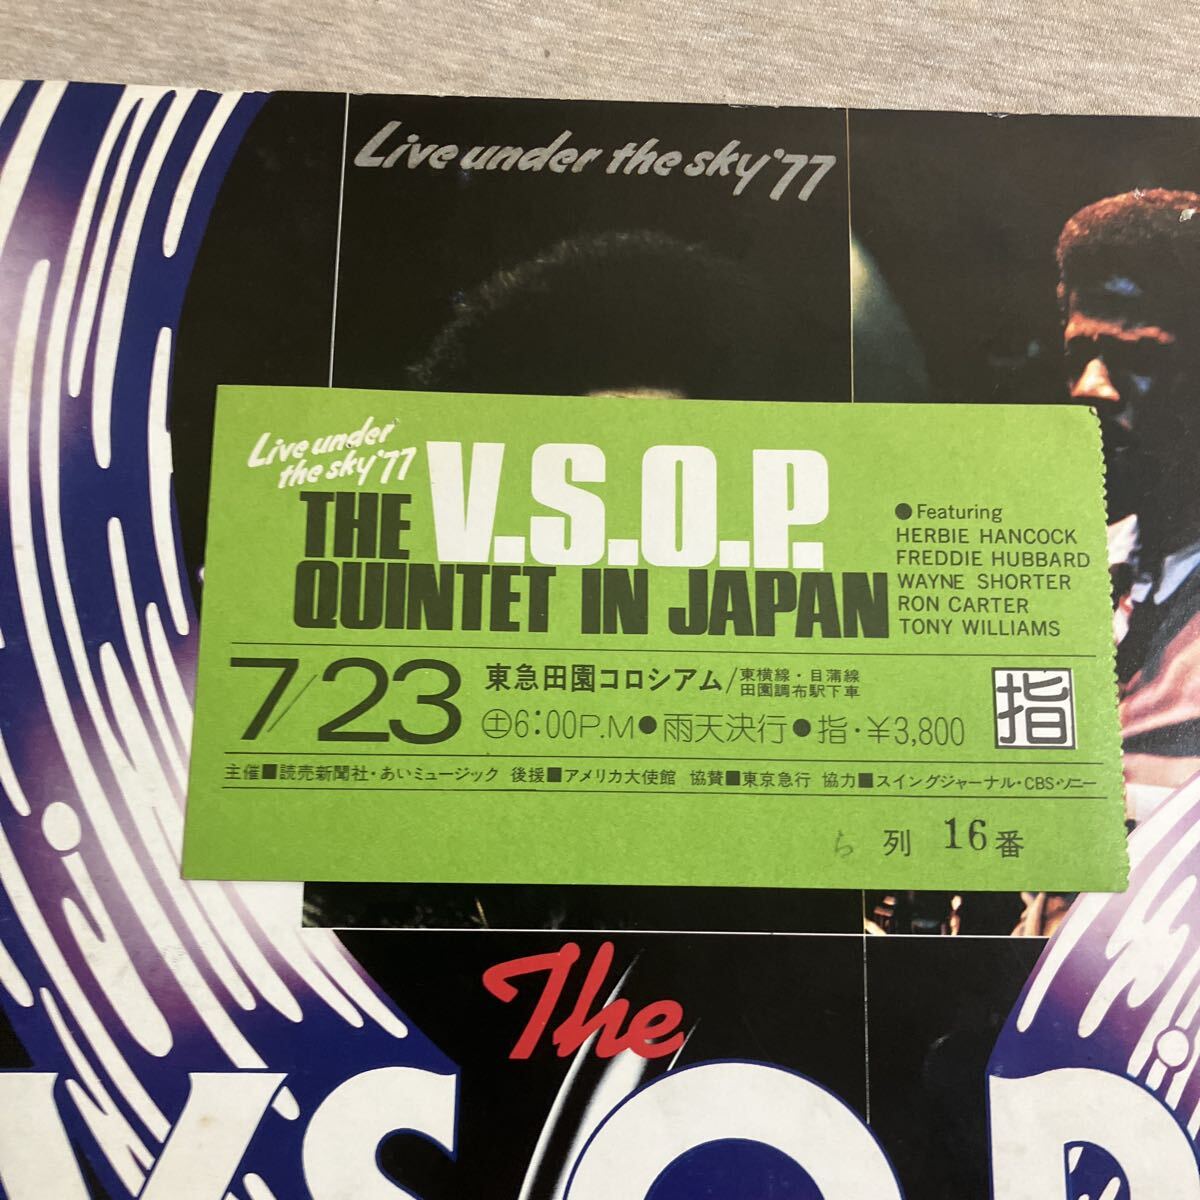 Live under the sky '77
Live under
the sky '77
THE V.S.O.P.
QUINTET IN JAPAN
●Featuring
HERBIE HANCOCK
FREDDIE HUBBARD
WAYNE SHORTER
RON CARTER
TONY WILLIAMS
7/23
東急田園コロシアム/東横線・目蒲線
田園調布駅下車
㊏6:00P.M●雨天決行●指・¥3,800
指
主催■読売新聞社・あいミュージック 後援■アメリカ大使館 協賛■東京急行 協力■スイングジャーナル・CBS・ソニー
ら 列 16番
The
V.S.O.P.